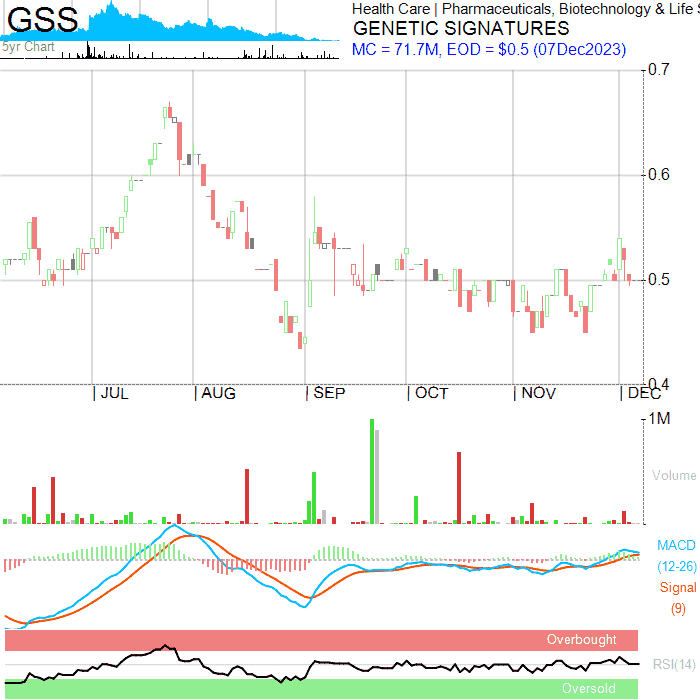 GSS
5yr Chart
Health Care | Pharmaceuticals, Biotechnology & Life S
GENETIC SIGNATURES
MC = 71.7M, EOD = $0.5 (07Dec2023)
0.7
0.6
0.5
0.4
| JUL | AUG | SEP | OCT | NOV | DEC
1M
Volume
MACD
(12-26)
Signal
(9)
Overbought
RSI(14)
Oversold